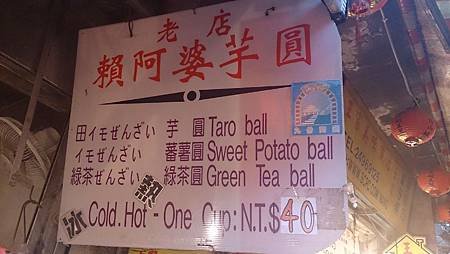 老店
賴阿婆芋圓
田イモぜんざい 芋圓 Taro ball
イモぜんざい 蕃薯圓 Sweet Potato ball
緑茶ぜんざい 綠茶圓 Green Tea ball
冰 熱 Cold. Hot - One Cup: N.T.$40